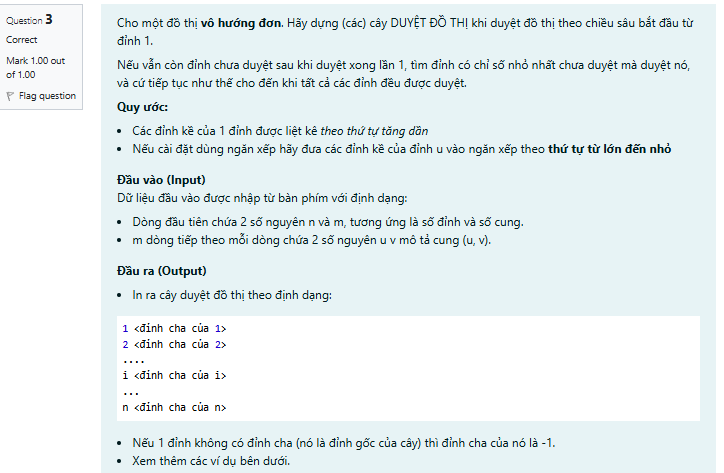 Question 3
Correct
Mark 1.00 out
of 1.00
Flag question
Cho một đồ thị vô hướng đơn. Hãy dựng (các) cây DUYỆT ĐỒ THỊ khi duyệt đồ thị theo chiều sâu bắt đầu từ
đỉnh 1.
Nếu vẫn còn đỉnh chưa duyệt sau khi duyệt xong lần 1, tìm đỉnh có chỉ số nhỏ nhất chưa duyệt mà duyệt nó,
và cứ tiếp tục như thế cho đến khi tất cả các đỉnh đều được duyệt.
Quy ước:
• Các đỉnh kề của 1 đỉnh được liệt kê theo thứ tự tăng dần
• Nếu cài đặt dùng ngăn xếp hãy đưa các đỉnh kề của đỉnh u vào ngăn xếp theo thứ tự từ lớn đến nhỏ
Đầu vào (Input)
Dữ liệu đầu vào được nhập từ bàn phím với định dạng:
• Dòng đầu tiên chứa 2 số nguyên n và m, tương ứng là số đỉnh và số cung.
• m dòng tiếp theo mỗi dòng chứa 2 số nguyên u v mô tả cung (u, v).
Đầu ra (Output)
• In ra cây duyệt đồ thị theo định dạng:
1 <đỉnh cha của 1>
2 <đỉnh cha của 2>
....
i <đỉnh cha của i>
...
n <đỉnh cha của n>
• Nếu 1 đỉnh không có đỉnh cha (nó là đỉnh gốc của cây) thì đỉnh cha của nó là -1.
• Xem thêm các ví dụ bên dưới.